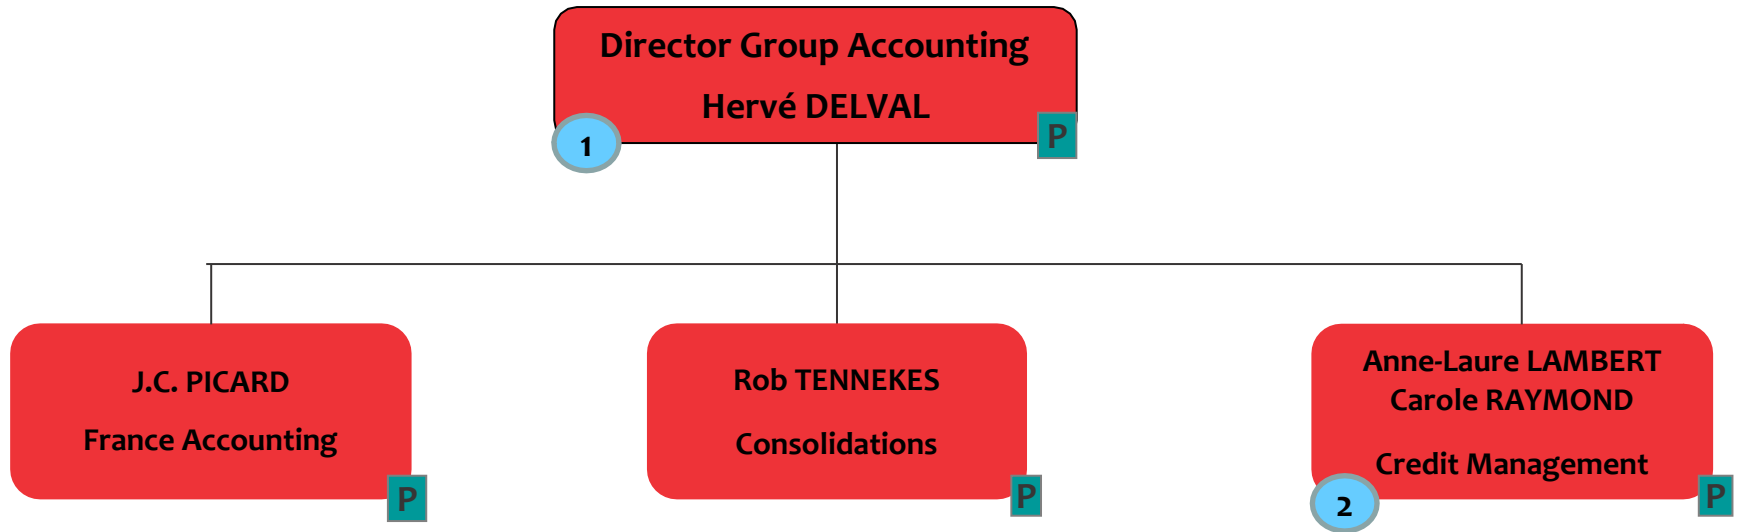 Director Group Accounting
Hervé DELVAL
1
P
J.C. PICARD
France Accounting
P
Rob TENNEKES
Consolidations
P
Anne-Laure LAMBERT
Carole RAYMOND
Credit Management
2
P